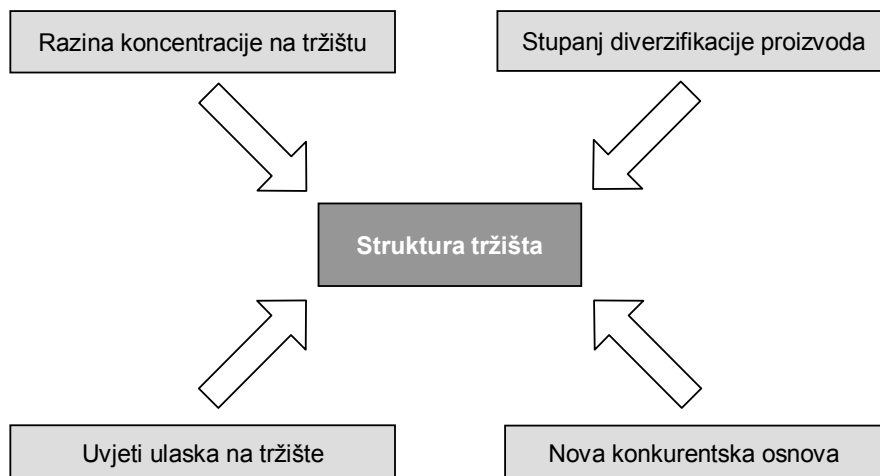 Razina koncentracije na tržištu
Stupanj diverzifikacije proizvoda
Struktura tržišta
Uvjeti ulaska na tržište
Nova konkurentska osnova